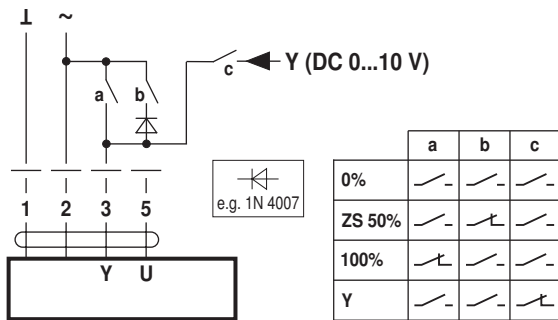 ⊥ ~
a b c Y (DC 0...10 V)
1 2 3 5
Y U
e.g. 1N 4007
a b c
0%
ZS 50%
100%
Y